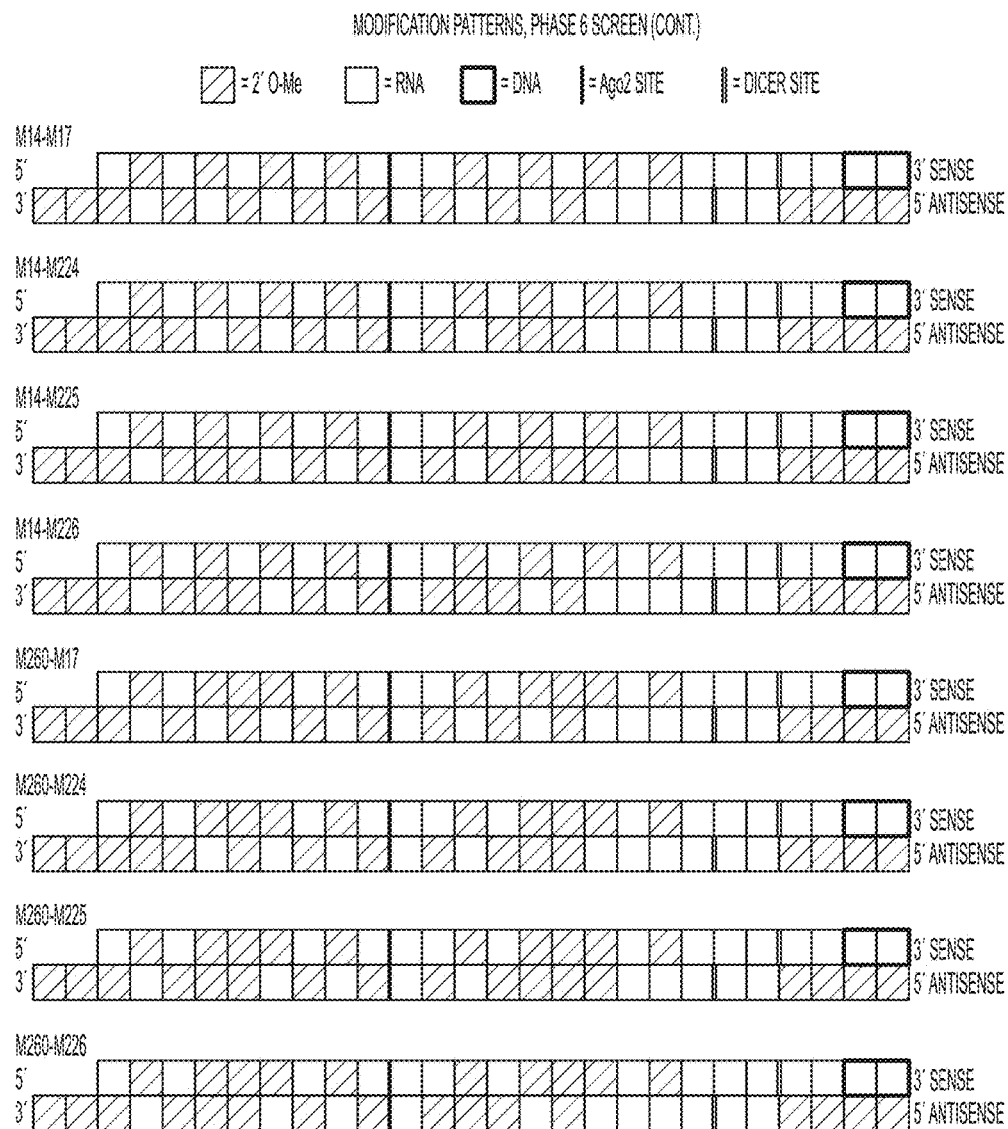 MODIFICATION PATTERNS, PHASE 6 SCREEN (CONT.)
= 2' O-Me = RNA = DNA = Ago2 SITE = DICER SITE
M14-M17
5' 3' SENSE
3' 5' ANTISENSE
M14-M224
5' 3' SENSE
3' 5' ANTISENSE
M14-M225
5' 3' SENSE
3' 5' ANTISENSE
M14-M226
5' 3' SENSE
3' 5' ANTISENSE
M260-M17
5' 3' SENSE
3' 5' ANTISENSE
M260-M224
5' 3' SENSE
3' 5' ANTISENSE
M260-M225
5' 3' SENSE
3' 5' ANTISENSE
M260-M226
5' 3' SENSE
3' 5' ANTISENSE